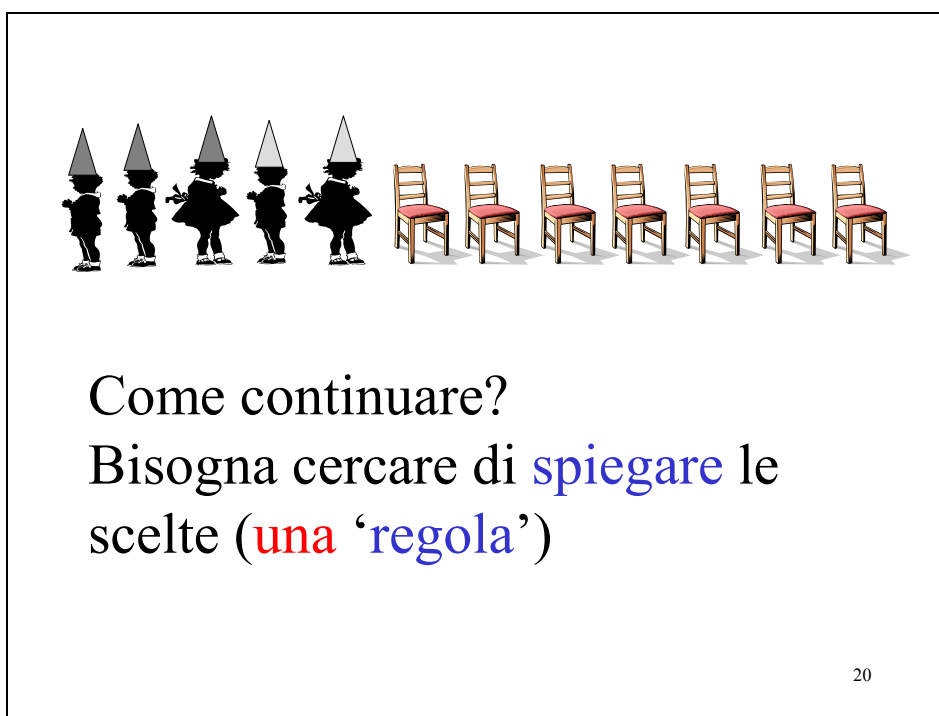 Come continuare?
Bisogna cercare di spiegare le
scelte (una ‘regola’)
20